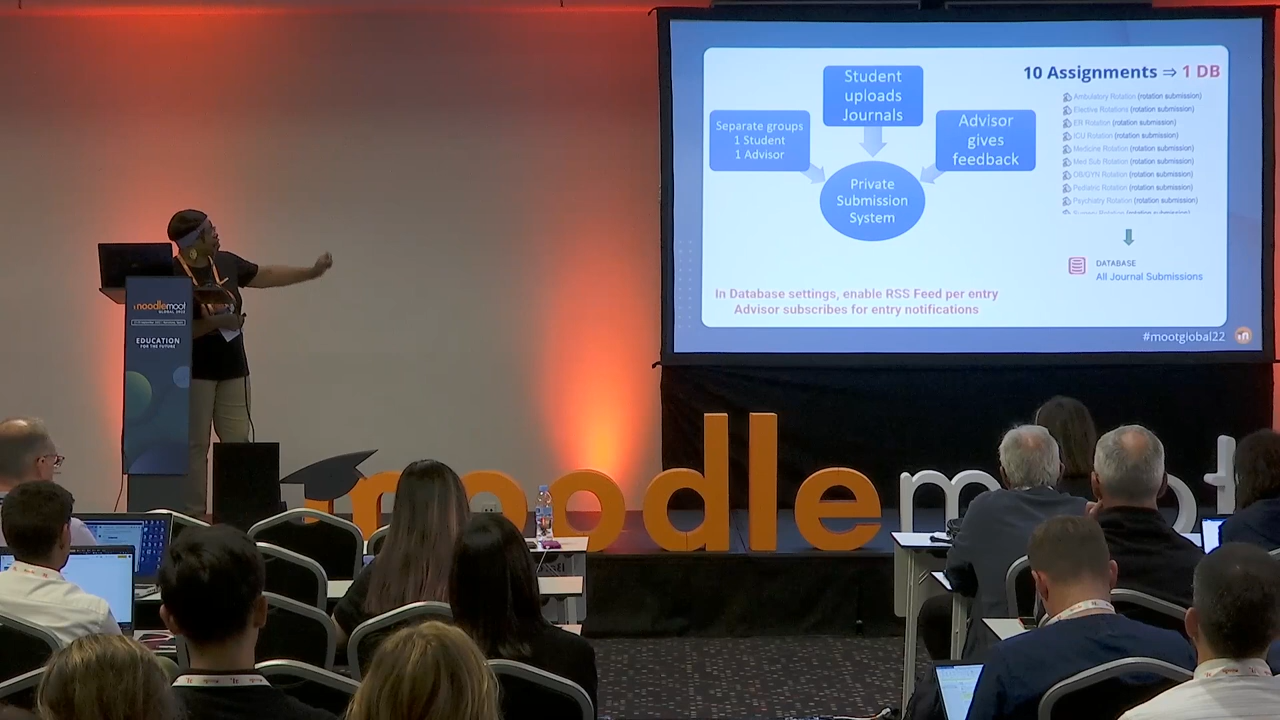 10 Assignments ⇒ 1 DB
Student
uploads
Journals
Separate groups
1 Student
1 Advisor
Advisor
gives
feedback
Private
Submission
System
Ambulatory Rotation (rotation submission)
Elective Rotations (rotation submission)
ER Rotation (rotation submission)
ICU Rotation (rotation submission)
Medicine Rotation (rotation submission)
Med Sub Rotation (rotation submission)
OB/GYN Rotation (rotation submission)
Pediatric Rotation (rotation submission)
Psychiatry Rotation (rotation submission)
DATABASE
All Journal Submissions
In Database settings, enable RSS Feed per entry
Advisor subscribes for entry notifications
#mootglobal22
moodlemoot
GLOBAL 2022
EDUCATION
FOR THE FUTURE
moodle moot